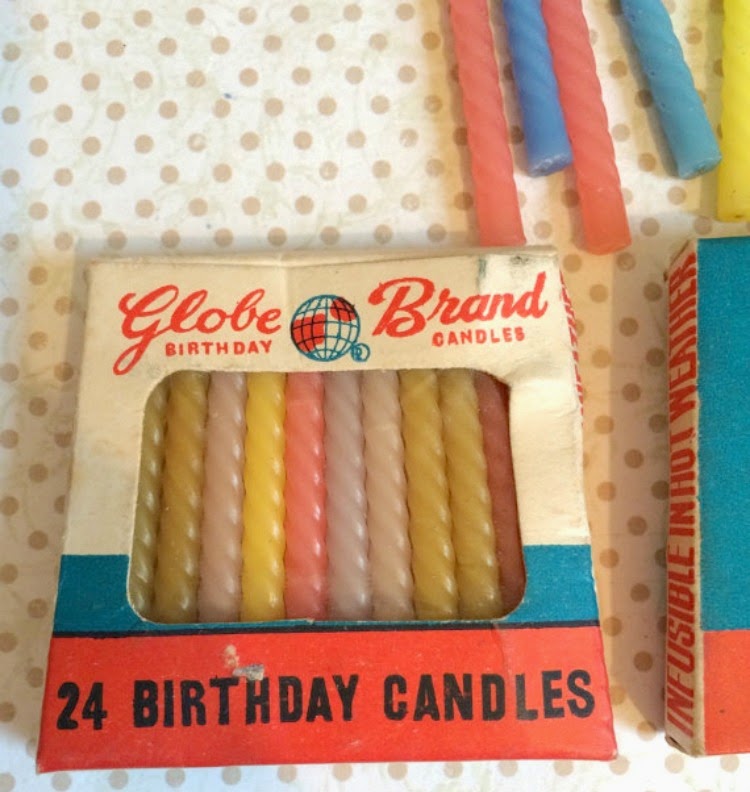 Globe Brand
BIRTHDAY CANDLES
®
24 BIRTHDAY CANDLES
INFUSIBLE IN HOT WEATHER